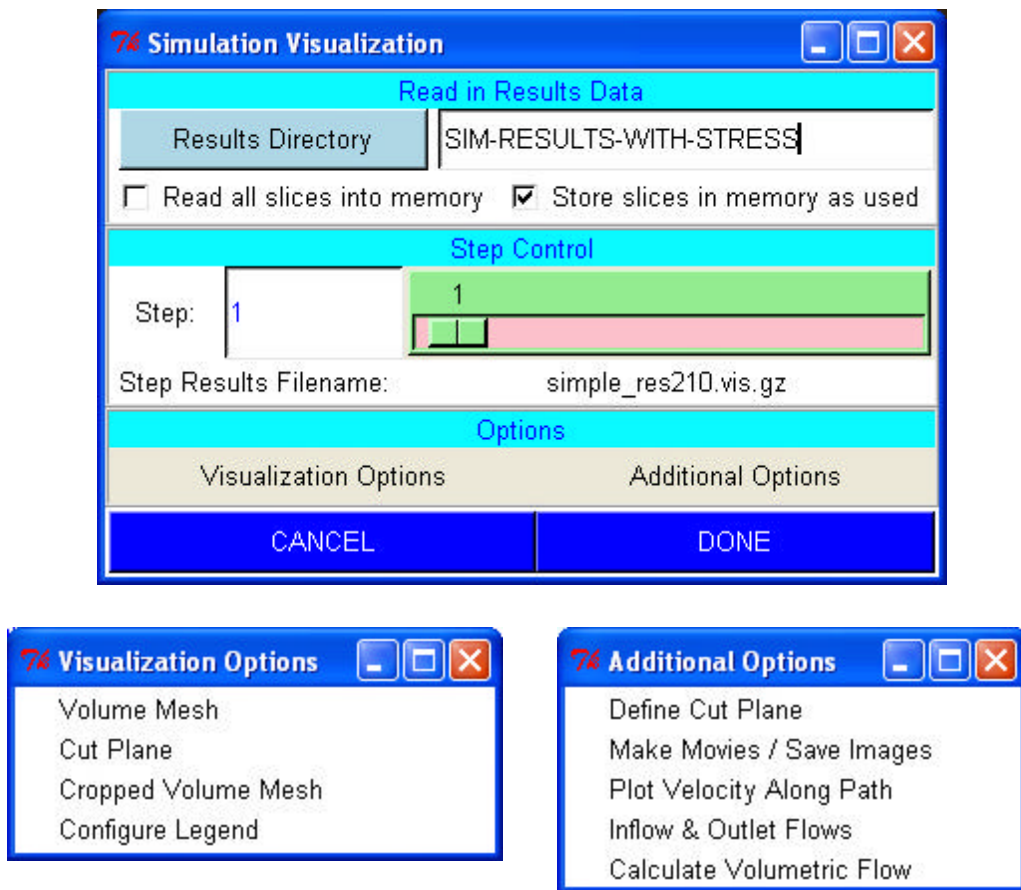 Simulation Visualization
Read in Results Data
Results Directory SIM-RESULTS-WITH-STRESS
Read all slices into memory Store slices in memory as used
Step Control
1
Step: 1
Step Results Filename: simple_res210.vis.gz
Options
Visualization Options Additional Options
CANCEL DONE
Visualization Options
Volume Mesh
Cut Plane
Cropped Volume Mesh
Configure Legend
Additional Options
Define Cut Plane
Make Movies / Save Images
Plot Velocity Along Path
Inflow & Outlet Flows
Calculate Volumetric Flow